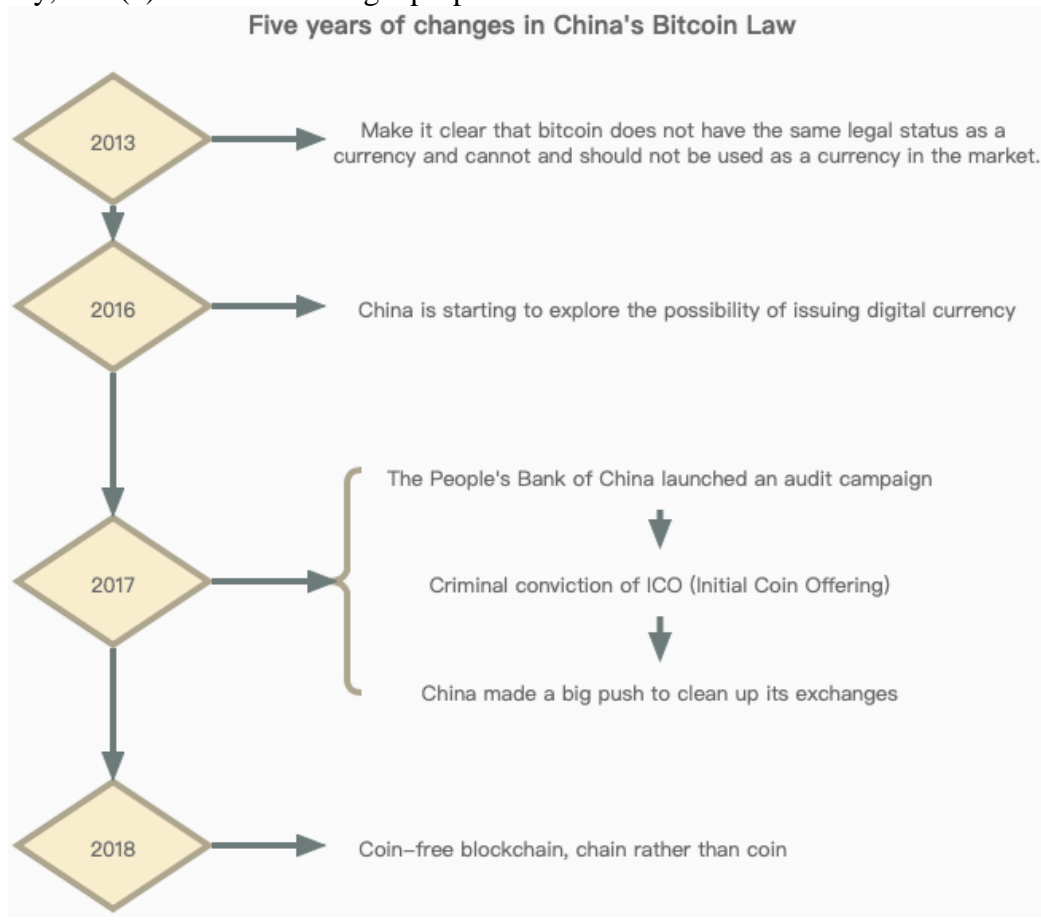 Five years of changes in China's Bitcoin Law
2013
Make it clear that bitcoin does not have the same legal status as a
currency and cannot and should not be used as a currency in the market.
2016
China is starting to explore the possibility of issuing digital currency
The People's Bank of China launched an audit campaign
2017
Criminal conviction of ICO (Initial Coin Offering)
China made a big push to clean up its exchanges
2018
Coin-free blockchain, chain rather than coin